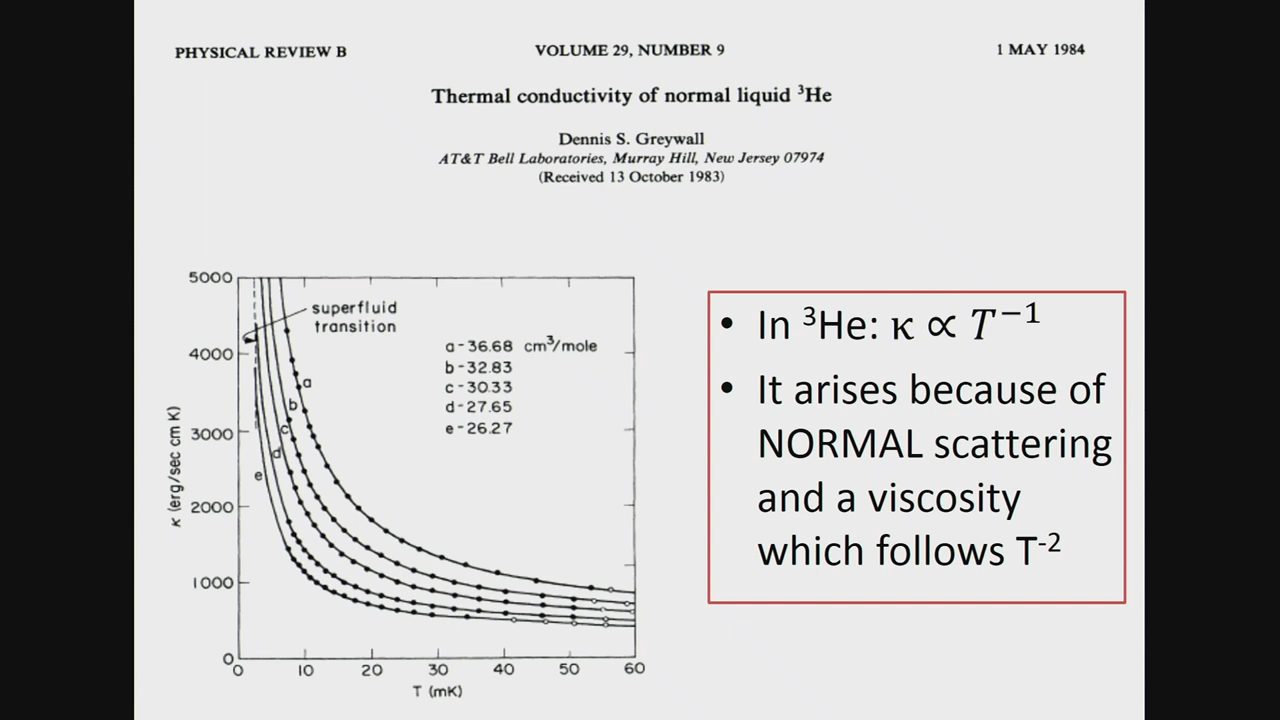 PHYSICAL REVIEW B VOLUME 29, NUMBER 9 1 MAY 1984
Thermal conductivity of normal liquid ³He
Dennis S. Greywall
AT&T Bell Laboratories, Murray Hill, New Jersey 07974
(Received 13 October 1983)
5000
4000
3000
2000
1000
0
κ (erg/sec cm K)
superfluid
transition
a-36.68 cm³/mole
b-32.83
c-30.33
d-27.65
e-26.27
a
b
c
d
e
0 10 20 30 40 50 60
T (mK)
• In ³He: κ ∝ T⁻¹
• It arises because of
NORMAL scattering
and a viscosity
which follows T⁻²